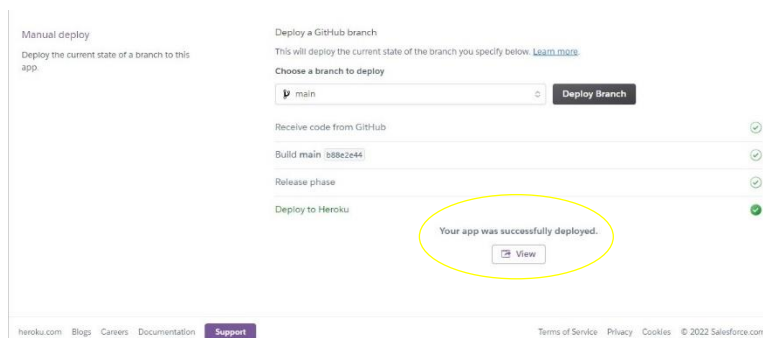 Manual deploy
Deploy the current state of a branch to this
app.
Deploy a GitHub branch
This will deploy the current state of the branch you specify below. Learn more.
Choose a branch to deploy
main
Deploy Branch
Receive code from GitHub
Build main b88e2e44
Release phase
Deploy to Heroku
Your app was successfully deployed.
View
heroku.com Blogs Careers Documentation Support
Terms of Service Privacy Cookies © 2022 Salesforce.com